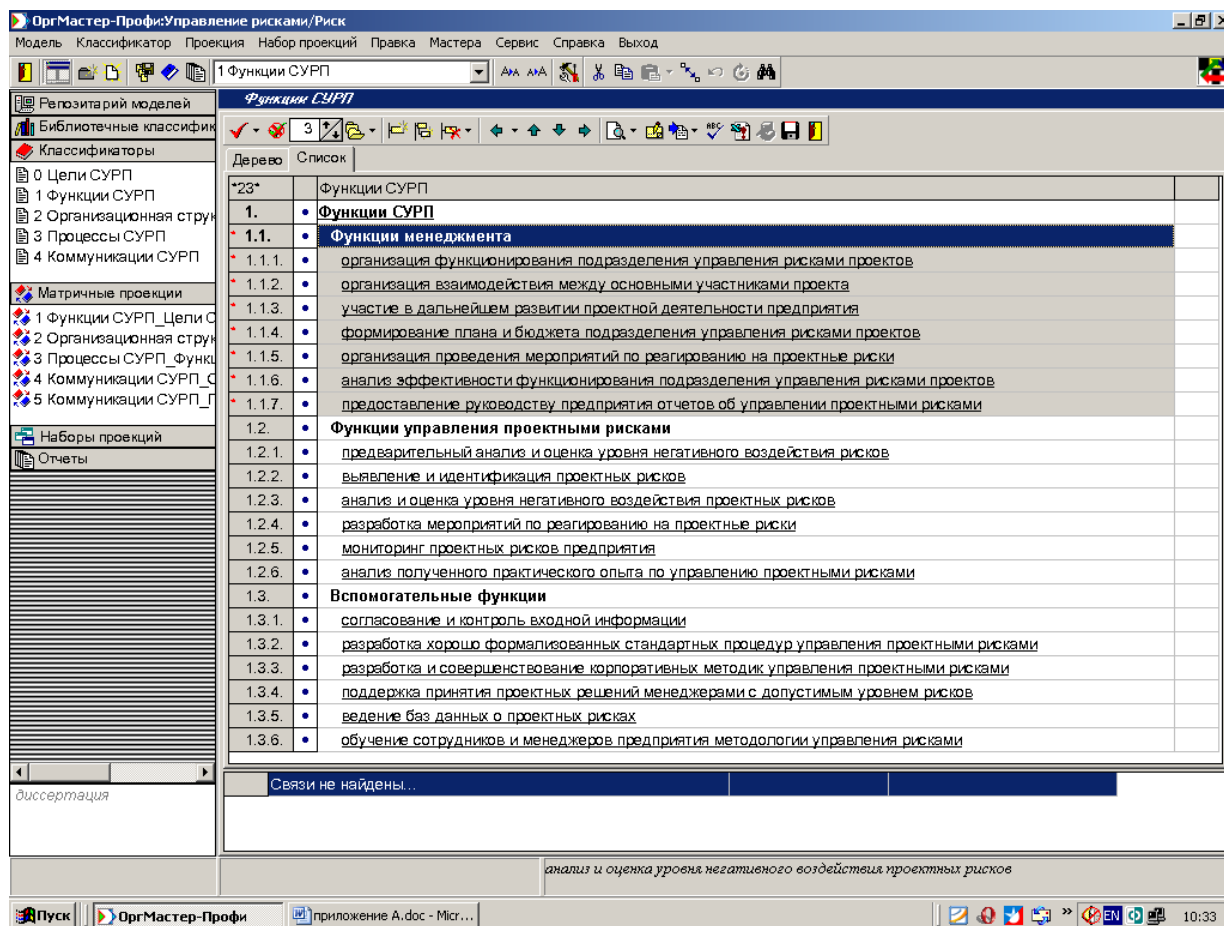 ОргМастер-Профи:Управление рисками/Риск
Модель Классификатор Проекция Набор проекций Правка Мастера Сервис Справка Выход
1 Функции СУРП
Репозитарий моделей
Библиотечные классифик
Классификаторы
0 Цели СУРП
1 Функции СУРП
2 Организационная струк
3 Процессы СУРП
4 Коммуникации СУРП
Матричные проекции
1 Функции СУРП_Цели С
2 Организационная струк
3 Процессы СУРП_Функц
4 Коммуникации СУРП_О
5 Коммуникации СУРП_П
Наборы проекций
Отчеты
диссертация
Функции СУРП
3
Дерево Список
*23* Функции СУРП
1. Функции СУРП
* 1.1. Функции менеджмента
* 1.1.1. организация функционирования подразделения управления рисками проектов
* 1.1.2. организация взаимодействия между основными участниками проекта
* 1.1.3. участие в дальнейшем развитии проектной деятельности предприятия
* 1.1.4. формирование плана и бюджета подразделения управления рисками проектов
* 1.1.5. организация проведения мероприятий по реагированию на проектные риски
* 1.1.6. анализ эффективности функционирования подразделения управления рисками проектов
* 1.1.7. предоставление руководству предприятия отчетов об управлении проектными рисками
1.2. Функции управления проектными рисками
1.2.1. предварительный анализ и оценка уровня негативного воздействия рисков
1.2.2. выявление и идентификация проектных рисков
1.2.3. анализ и оценка уровня негативного воздействия проектных рисков
1.2.4. разработка мероприятий по реагированию на проектные риски
1.2.5. мониторинг проектных рисков предприятия
1.2.6. анализ полученного практического опыта по управлению проектными рисками
1.3. Вспомогательные функции
1.3.1. согласование и контроль входной информации
1.3.2. разработка хорошо формализованных стандартных процедур управления проектными рисками
1.3.3. разработка и совершенствование корпоративных методик управления проектными рисками
1.3.4. поддержка принятия проектных решений менеджерами с допустимым уровнем рисков
1.3.5. ведение баз данных о проектных рисках
1.3.6. обучение сотрудников и менеджеров предприятия методологии управления рисками
Связи не найдены...
анализ и оценка уровня негативного воздействия проектных рисков
Пуск ОргМастер-Профи приложение А.doc - Micr... » EN 10:33